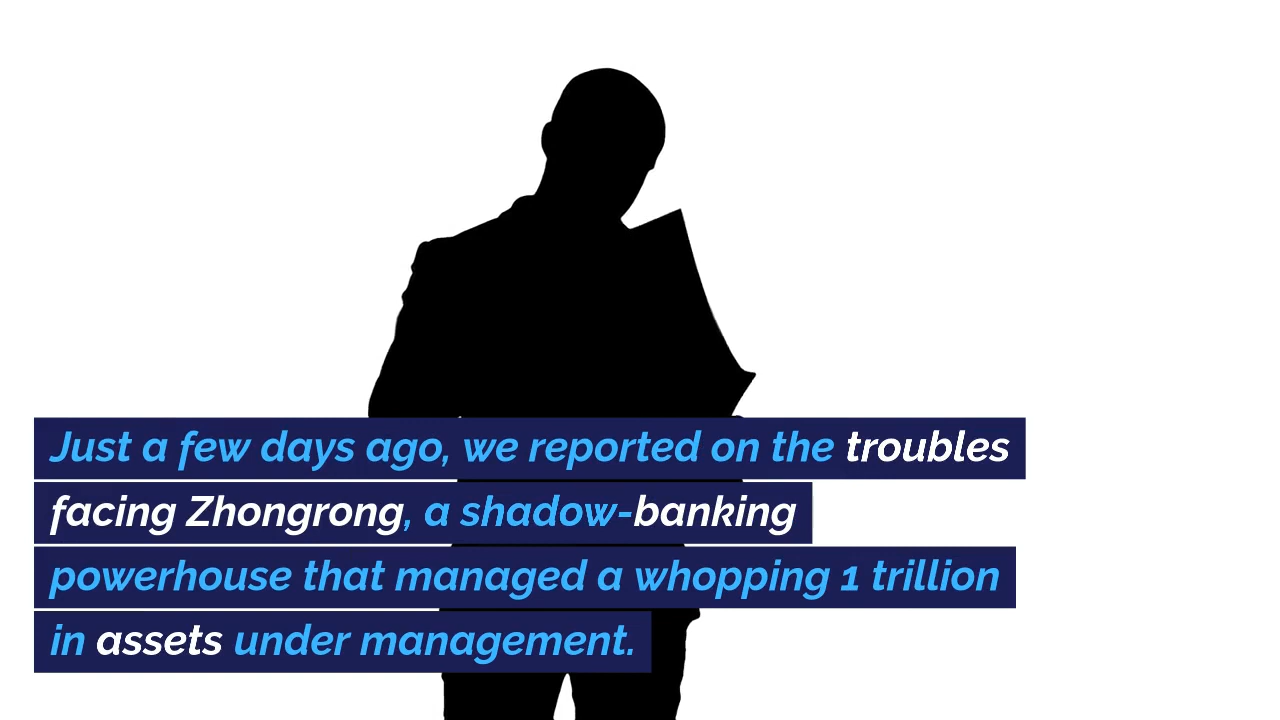 Just a few days ago, we reported on the troubles
facing Zhongrong, a shadow-banking
powerhouse that managed a whopping 1 trillion
in assets under management.